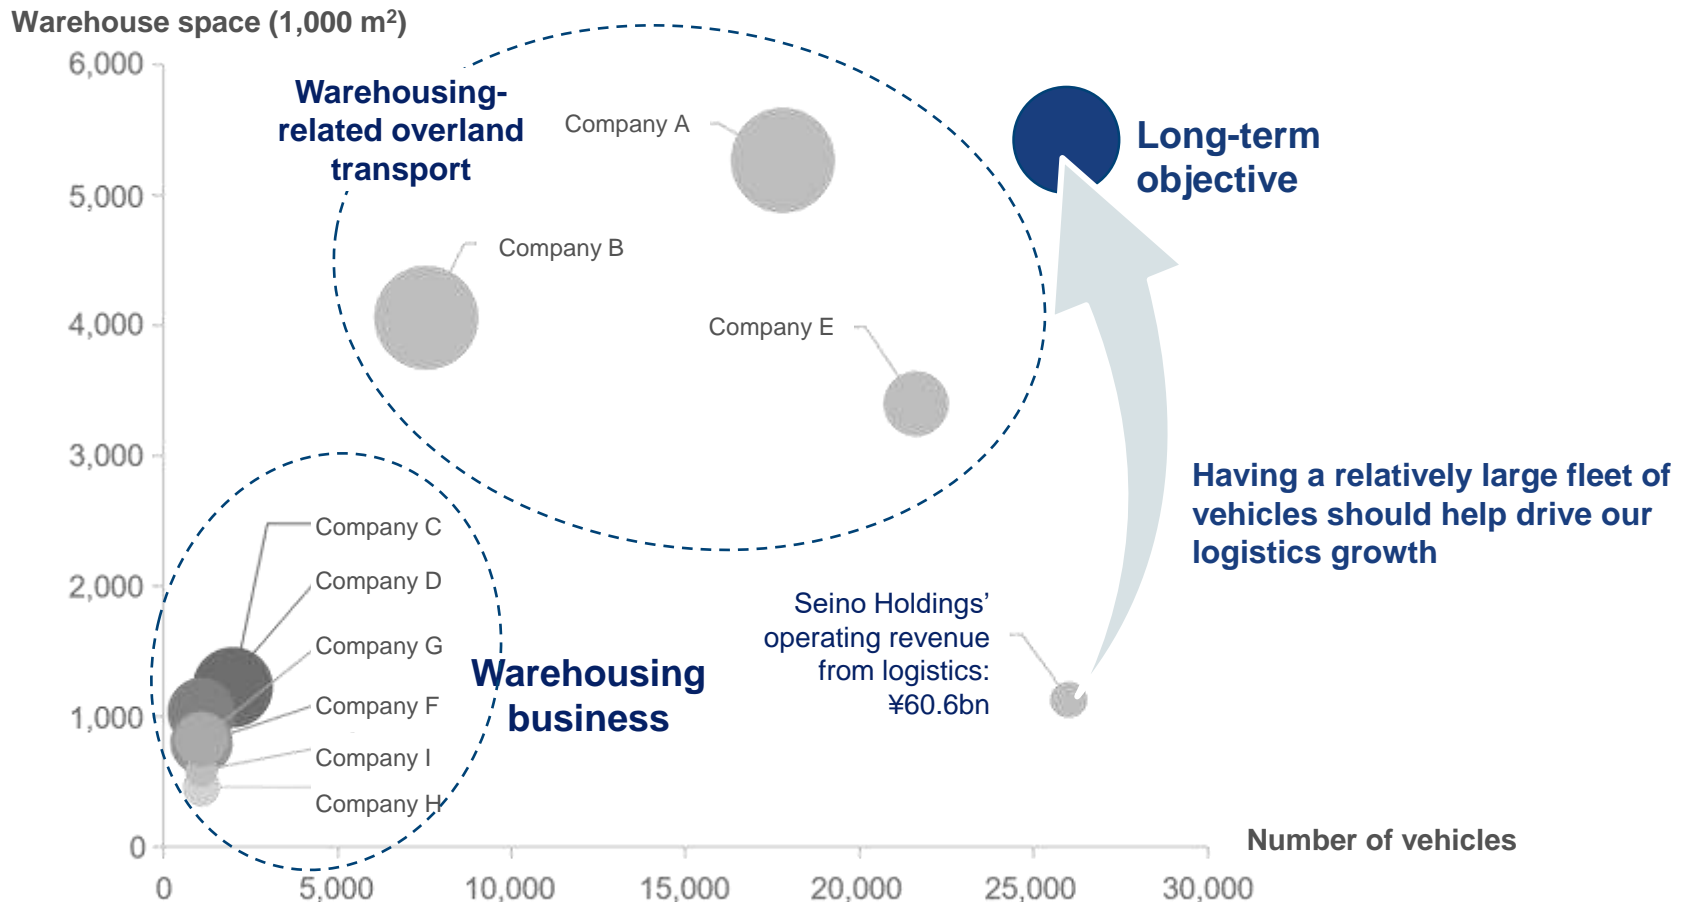 Warehouse space (1,000 m²)
6,000
5,000
4,000
3,000
2,000
1,000
0
Warehousing-
related overland
transport
Company A
Company B
Company E
Long-term
objective
Having a relatively large fleet of
vehicles should help drive our
logistics growth
Company C
Company D
Company G
Company F
Company I
Company H
Warehousing
business
Seino Holdings’
operating revenue
from logistics:
¥60.6bn
Number of vehicles
0
5,000
10,000
15,000
20,000
25,000
30,000